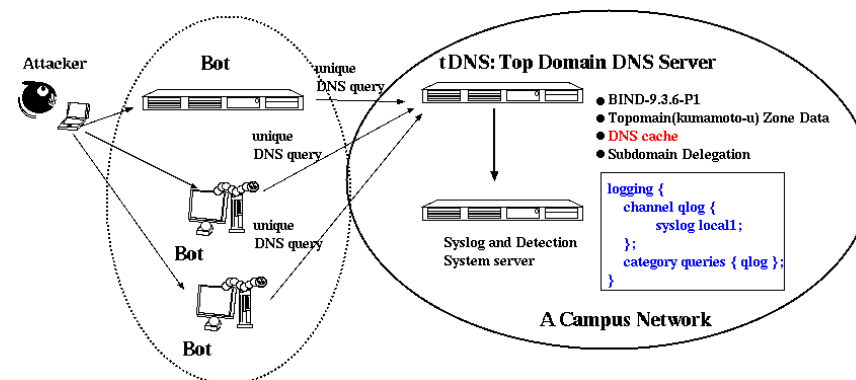 Attacker
Bot
unique
DNS query
unique
DNS query
unique
DNS query
Bot
Bot
tDNS: Top Domain DNS Server
● BIND-9.3.6-P1
● Topomain(kumamoto-u) Zone Data
● DNS cache
● Subdomain Delegation
logging {
channel qlog {
syslog local1;
};
category queries { qlog };
}
Syslog and Detection
System server
A Campus Network